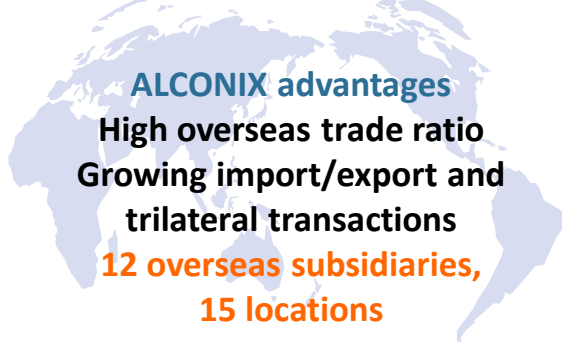 ALCONIX advantages
High overseas trade ratio
Growing import/export and
trilateral transactions
12 overseas subsidiaries,
15 locations